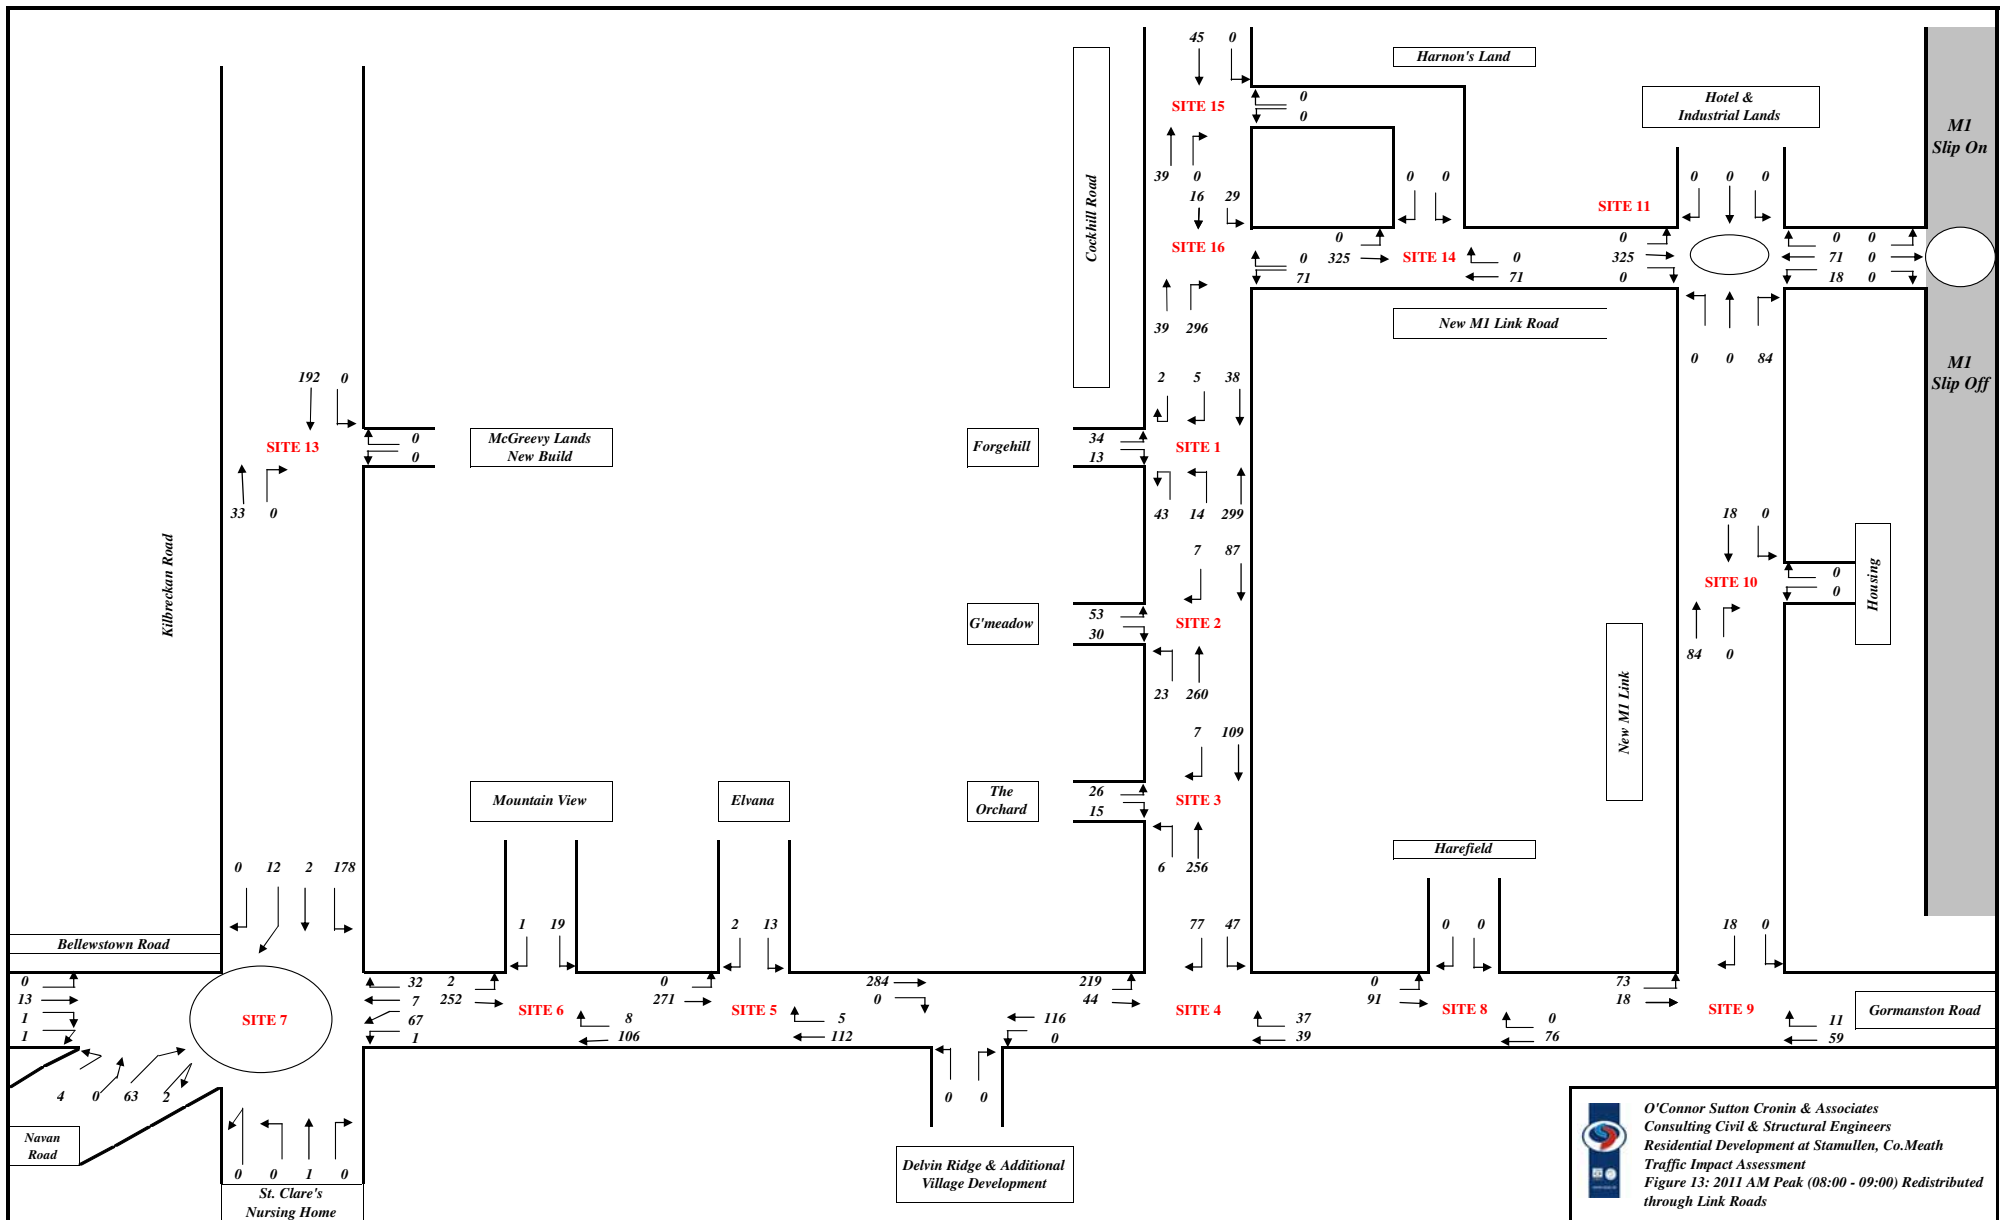 45 0
Harnon's Land
Hotel &
Industrial Lands
SITE 15
0
0
M1
Slip On
Cockhill Road
39 0
16 29
0 0
0 0 0
SITE 11
SITE 16
0
325
SITE 14
0
71
0
71
0
325
0
0
71
18
0
0
0
39 296
New M1 Link Road
0 0 84
M1
Slip Off
192 0
2 5 38
SITE 13
0
0
McGreevy Lands
New Build
Forgehill
34
13
SITE 1
33 0
43 14 299
18 0
Kilbreckan Road
7 87
SITE 10
0
0
Housing
G'meadow
53
30
SITE 2
84 0
23 260
New M1 Link
7 109
Mountain View
Elvana
The
Orchard
26
15
SITE 3
Harefield
0 12 2 178
6 256
1 19
2 13
77 47
0 0
18 0
Bellewstown Road
0
13
1
1
SITE 7
32
7
67
1
2
252
SITE 6
8
106
0
271
SITE 5
5
112
284
0
116
0
219
44
SITE 4
37
39
0
91
SITE 8
0
76
73
18
SITE 9
11
59
Gormanston Road
4 0 63 2
0 0
Navan
Road
0 0 1 0
St. Clare's
Nursing Home
Delvin Ridge & Additional
Village Development
O'Connor Sutton Cronin & Associates
Consulting Civil & Structural Engineers
Residential Development at Stamullen, Co.Meath
Traffic Impact Assessment
Figure 13: 2011 AM Peak (08:00 - 09:00) Redistributed
through Link Roads